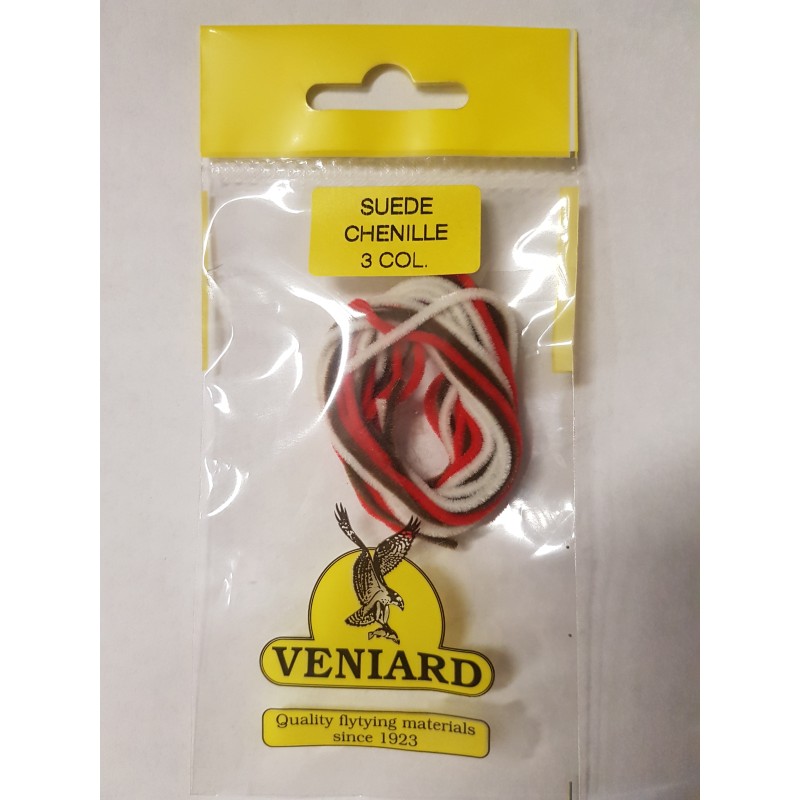 SUEDE
CHENILLE
3 COL.
VENIARD
Quality flytying materials
since 1923